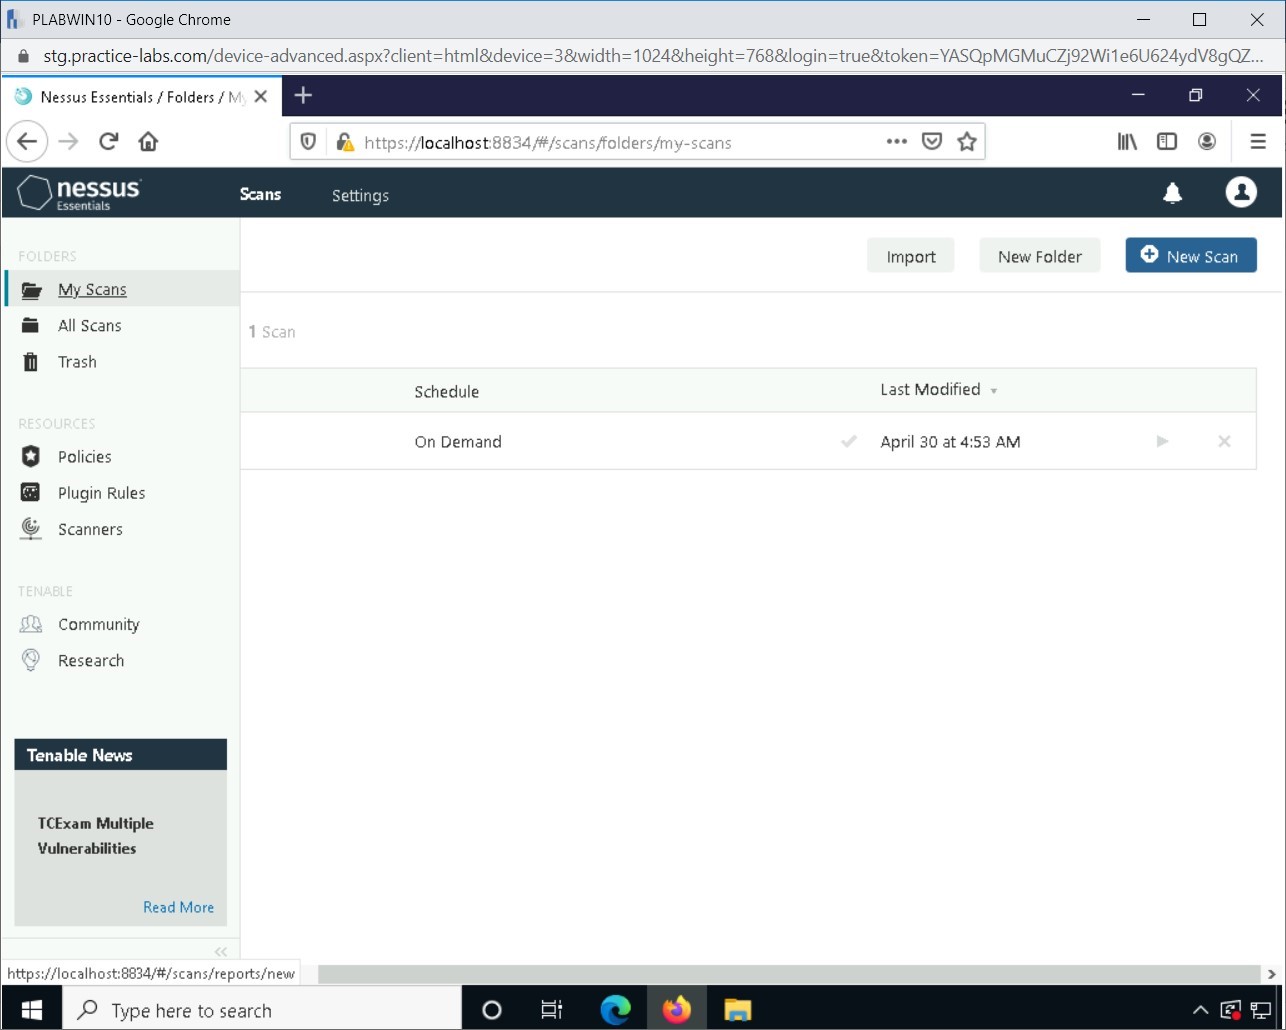 PLABWIN10 - Google Chrome
stg.practice-labs.com/device-advanced.aspx?client=html&device=3&width=1024&height=768&login=true&token=YASQpMGMuCZj92Wi1e6U624ydV8gQZ...
Nessus Essentials / Folders / My
https://localhost:8834/#/scans/folders/my-scans
nessus
Essentials
Scans
Settings
FOLDERS
My Scans
All Scans
Trash
RESOURCES
Policies
Plugin Rules
Scanners
TENABLE
Community
Research
Tenable News
TCExam Multiple
Vulnerabilities
Read More
Import
New Folder
New Scan
1 Scan
Schedule
Last Modified
On Demand
April 30 at 4:53 AM
https://localhost:8834/#/scans/reports/new
Type here to search